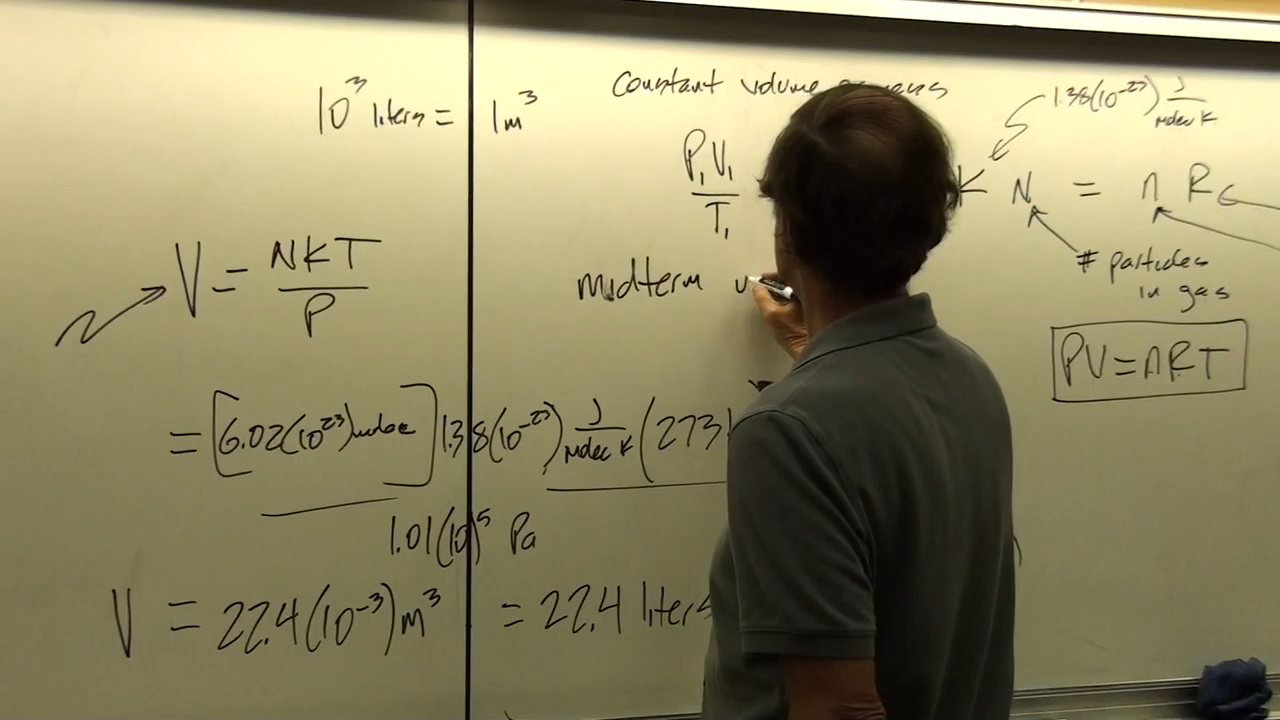 10³ liters = 1m³
V = NKT / P
= [6.02(10²³)molec] 1.38(10⁻²³) J / molec K (273
1.01(10)⁵ Pa
V = 22.4(10⁻³)m³ = 22.4 liters
Constant volume
P₁V₁ / T₁
midterm
1.38(10⁻²³) J / molec K
K N = n R
# particles
in gas
PV = nRT